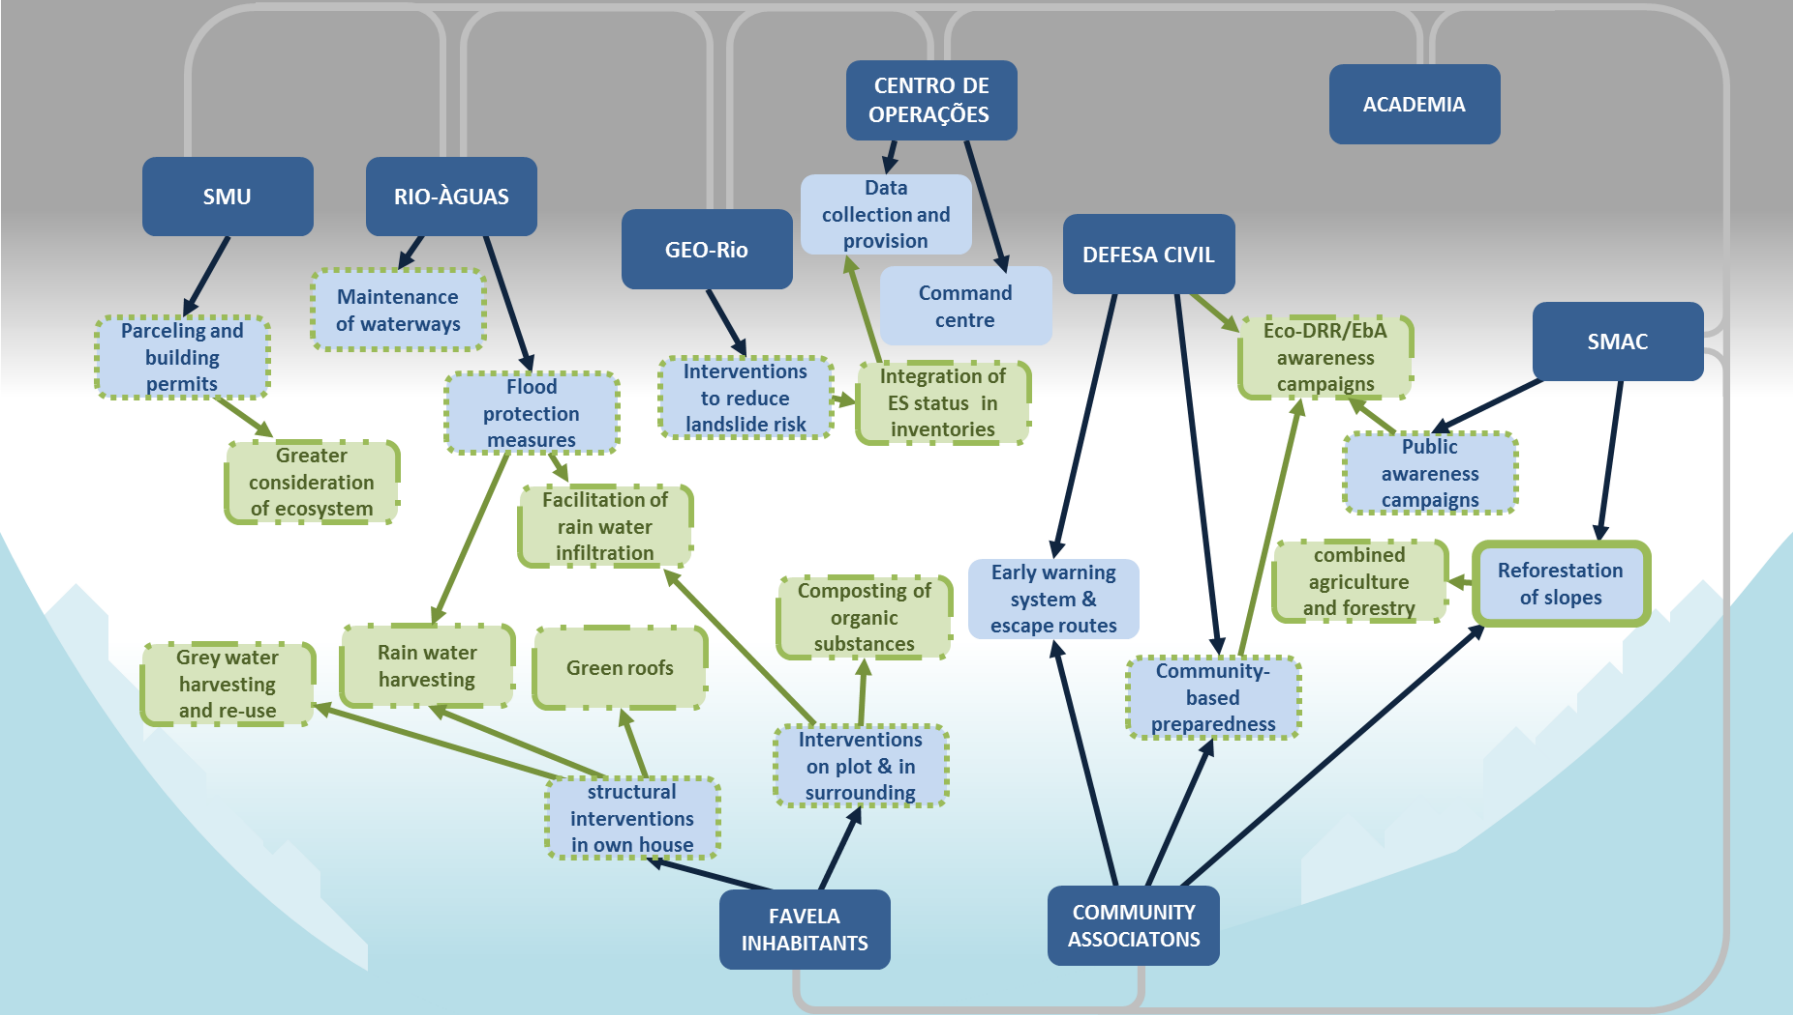 CENTRO DE
OPERAÇÕES
ACADEMIA
SMU
RIO-ÀGUAS
GEO-Rio
Data
collection and
provision
DEFESA CIVIL
Command
centre
SMAC
Maintenance
of waterways
Parceling and
building
permits
Flood
protection
measures
Interventions
to reduce
landslide risk
Integration of
ES status in
inventories
Eco-DRR/EbA
awareness
campaigns
Public
awareness
campaigns
Greater
consideration
of ecosystem
Facilitation of
rain water
infiltration
Composting of
organic
substances
Early warning
system &
escape routes
combined
agriculture
and forestry
Reforestation
of slopes
Grey water
harvesting
and re-use
Rain water
harvesting
Green roofs
Community-
based
preparedness
Interventions
on plot & in
surrounding
structural
interventions
in own house
FAVELA
INHABITANTS
COMMUNITY
ASSOCIATONS